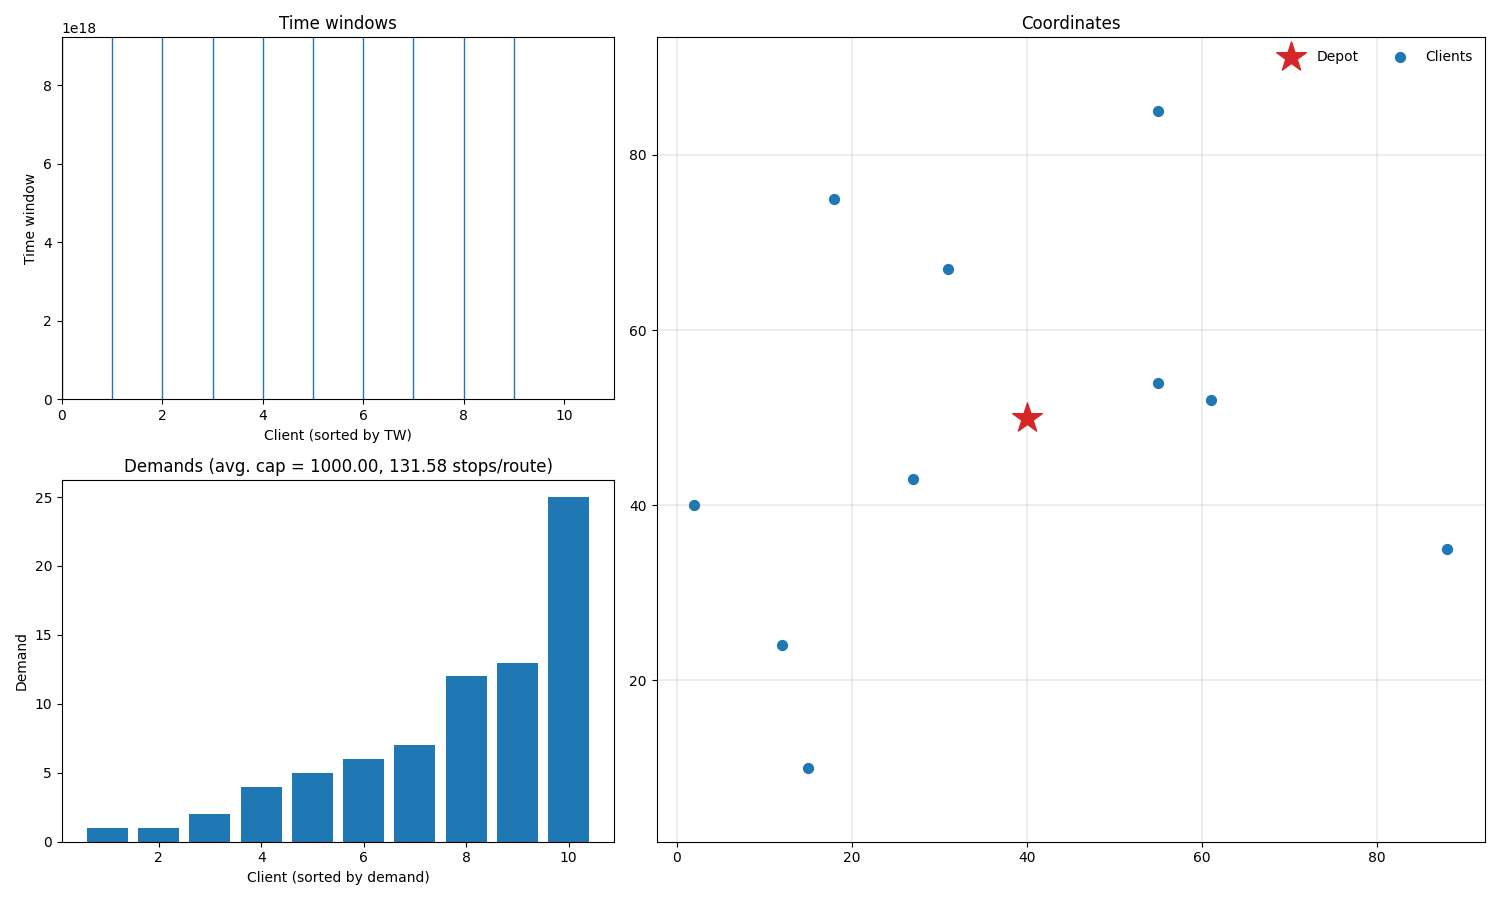 Time windows
1e18
8
6
4
2
0
Time window
0 2 4 6 8 10
Client (sorted by TW)
Demands (avg. cap = 1000.00, 131.58 stops/route)
25
20
15
10
5
0
Demand
2 4 6 8 10
Client (sorted by demand)
Coordinates
Depot Clients
80
60
40
20
0 20 40 60 80